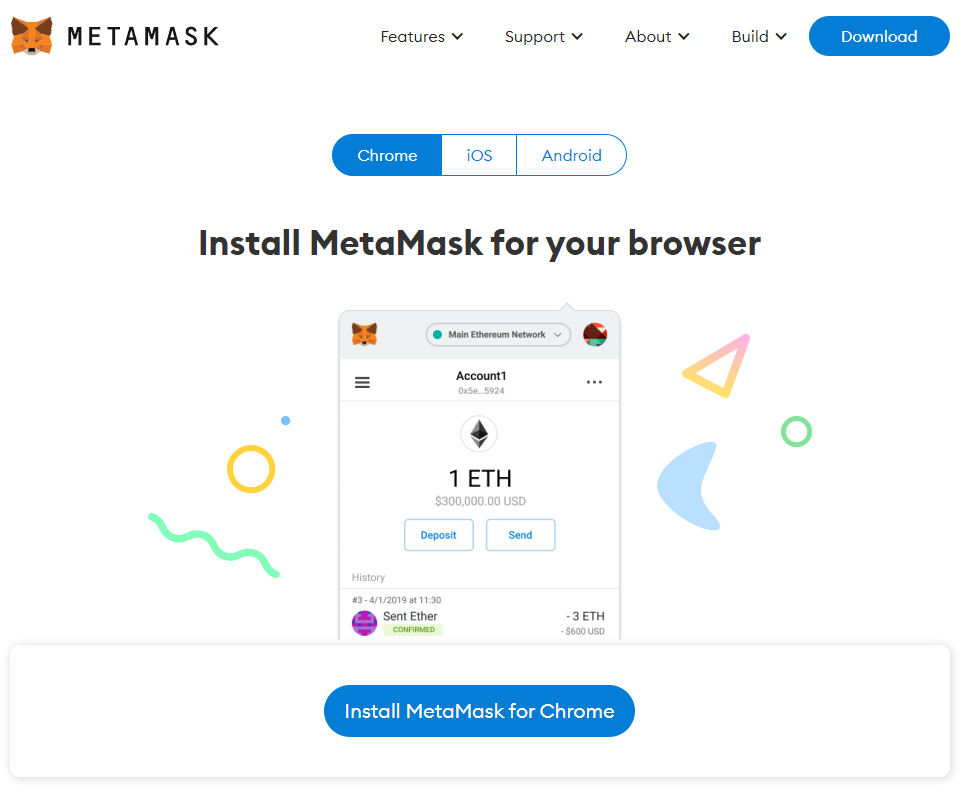 METAMASK
Features
Support
About
Build
Download
Chrome
iOS
Android
Install MetaMask for your browser
Main Ethereum Network
Account1
0x5e...5924
1 ETH
$300,000.00 USD
Deposit
Send
History
#3 - 4/1/2019 at 11:30
Sent Ether
- 3 ETH
CONFIRMED
- $600 USD
Install MetaMask for Chrome